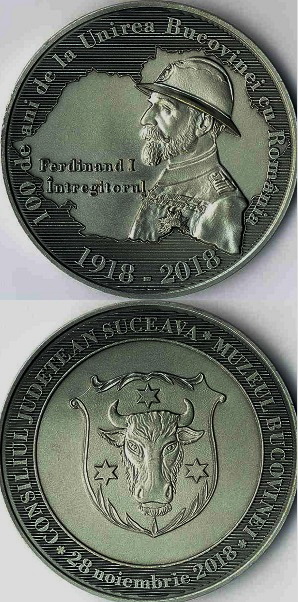 100 de ani de la Unirea Bucovinei cu România
Ferdinand I
Întregitorul
1918 - 2018
CONSILIUL JUDEȚEAN SUCEAVA * MUZEUL BUCOVINEI
* 28 noiembrie 2018 *